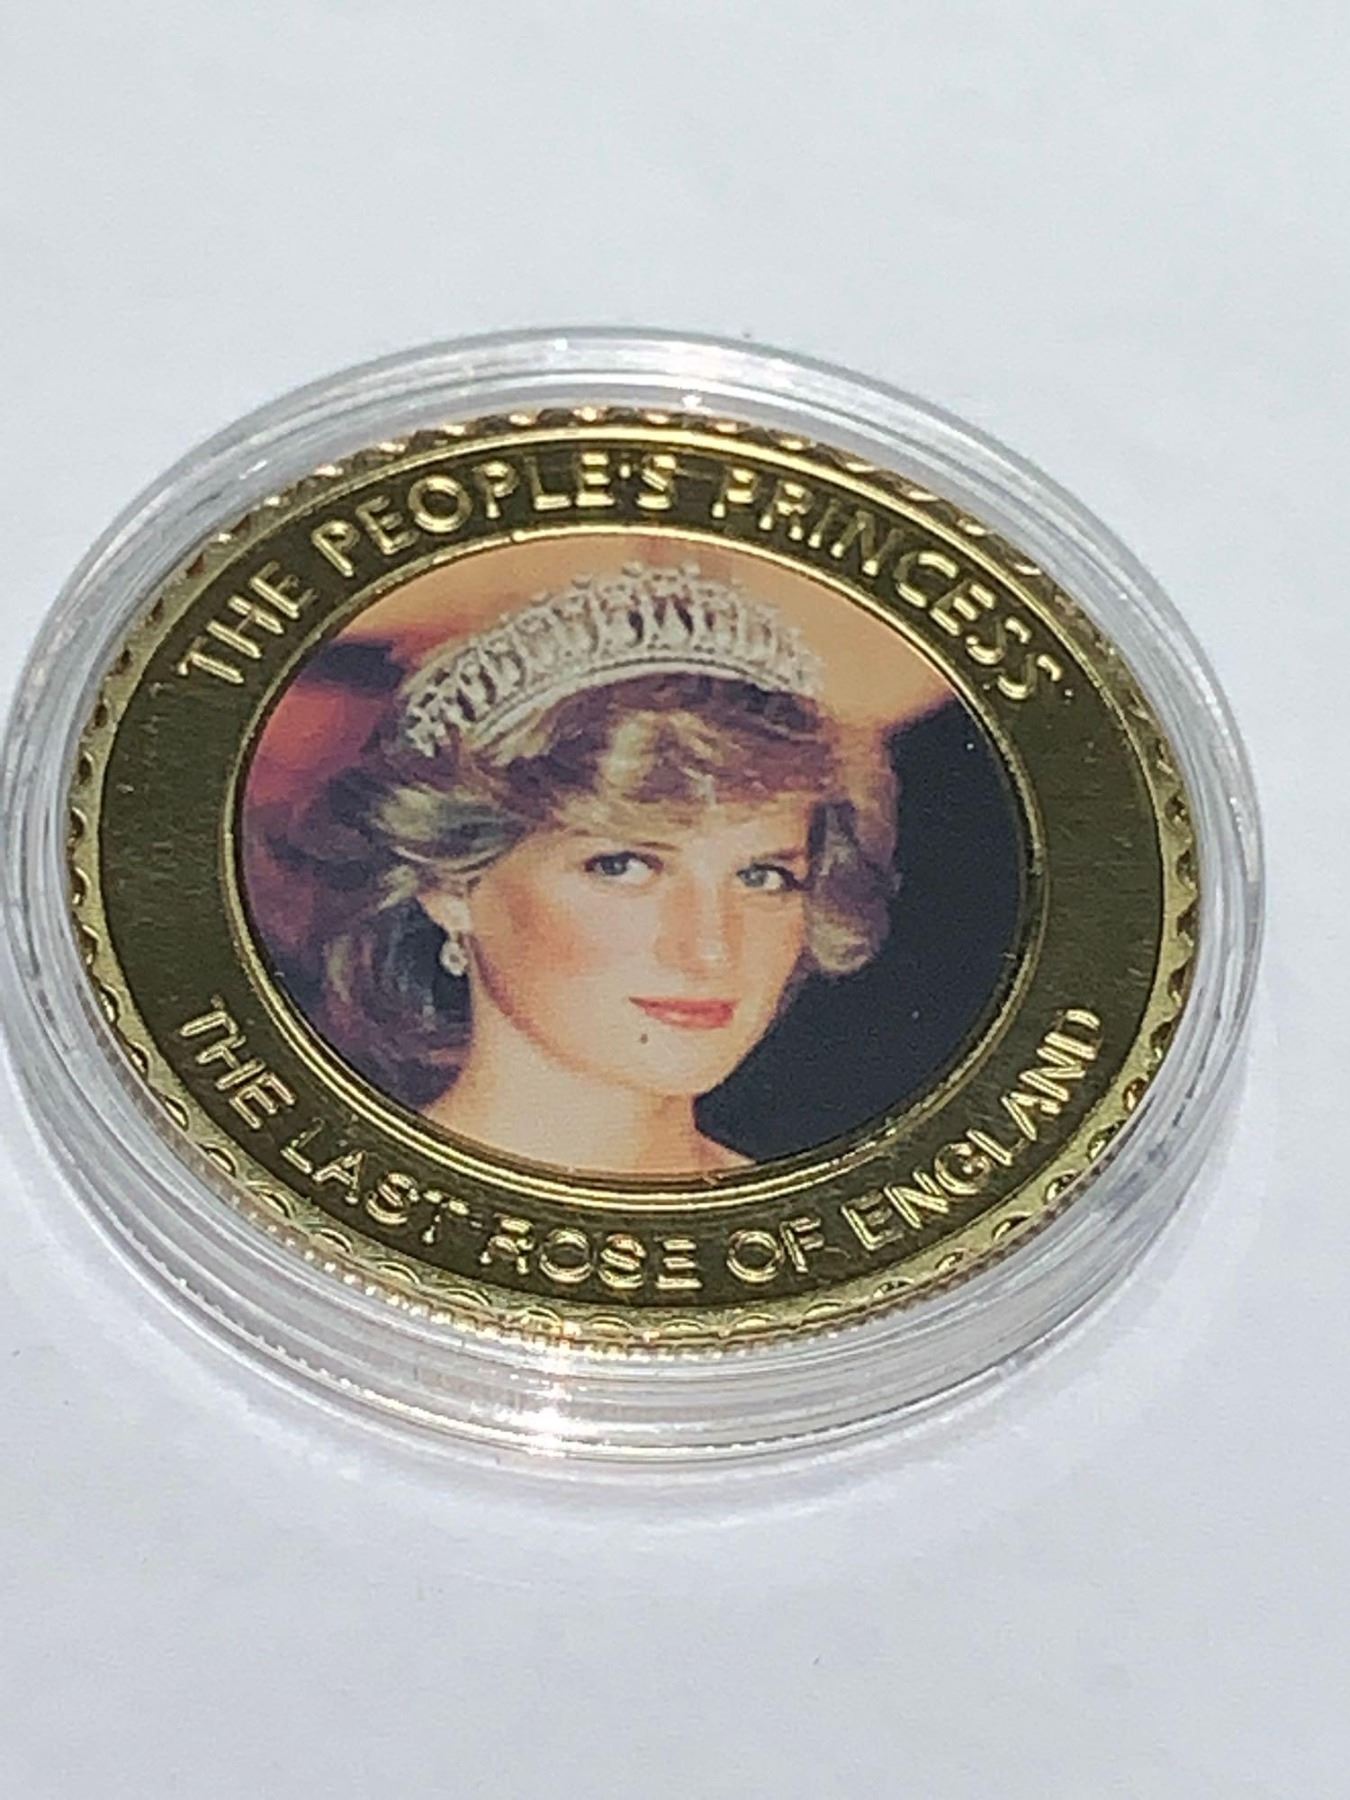 THE PEOPLE'S PRINCESS
THE LAST ROSE OF ENGLAND